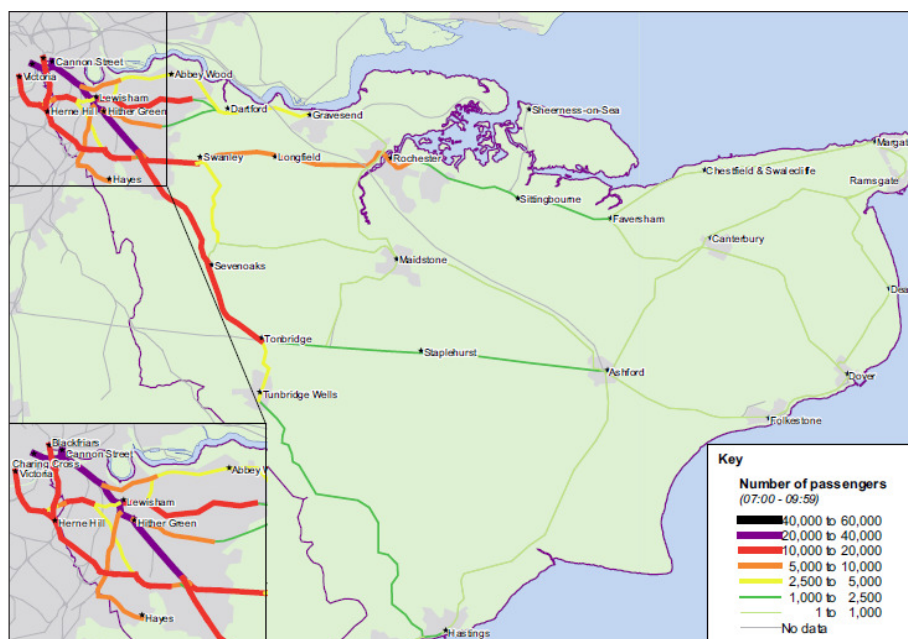 Cannon Street
Victoria
Abbey Wood
Lewisham
Herne Hill
Hither Green
Dartford
Gravesend
Sheerness-on-Sea
Swanley
Longfield
Rochester
Hayes
Margat
Chestfield & Swalecliffe
Ramsgate
Sittingbourne
Faversham
Canterbury
Sevenoaks
Maidstone
Dea
Tonbridge
Staplehurst
Ashford
Dover
Tunbridge Wells
Folkestone
Blackfriars
Cannon Street
Charing Cross
Victoria
Abbey W
Lewisham
Herne Hill
Hither Green
Hayes
Hastings
Key
Number of passengers
(07:00 - 09:59)
40,000 to 60,000
20,000 to 40,000
10,000 to 20,000
5,000 to 10,000
2,500 to 5,000
1,000 to 2,500
1 to 1,000
No data